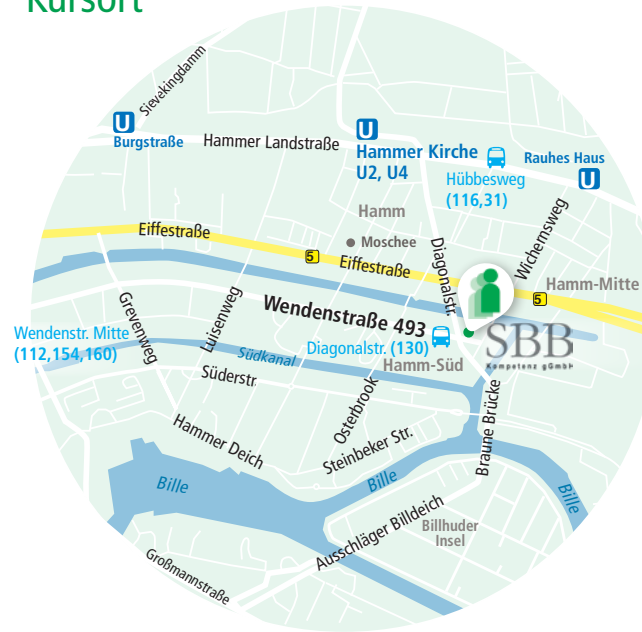 Kursort
Sievekingdamm
U
Burgstraße
Hammer Landstraße
U
Hammer Kirche
U2, U4
Hübbesweg
(116,31)
Rauhes Haus
U
Hamm
Moschee
Eiffestraße
5
Eiffestraße
Diagonalstr.
Wichernsweg
Hamm-Mitte
5
Grevenweg
Luisenweg
Wendenstraße 493
Wendenstr. Mitte
(112,154,160)
Südkanal
Diagonalstr. (130)
Hamm-Süd
SBB
Kompetenz gGmbH
Süderstr.
Osterbrook
Braune Brücke
Hammer Deich
Steinbeker Str.
Bille
Bille
Bille
Ausschläger Billdeich
Billhuder
Insel
Großmannstraße